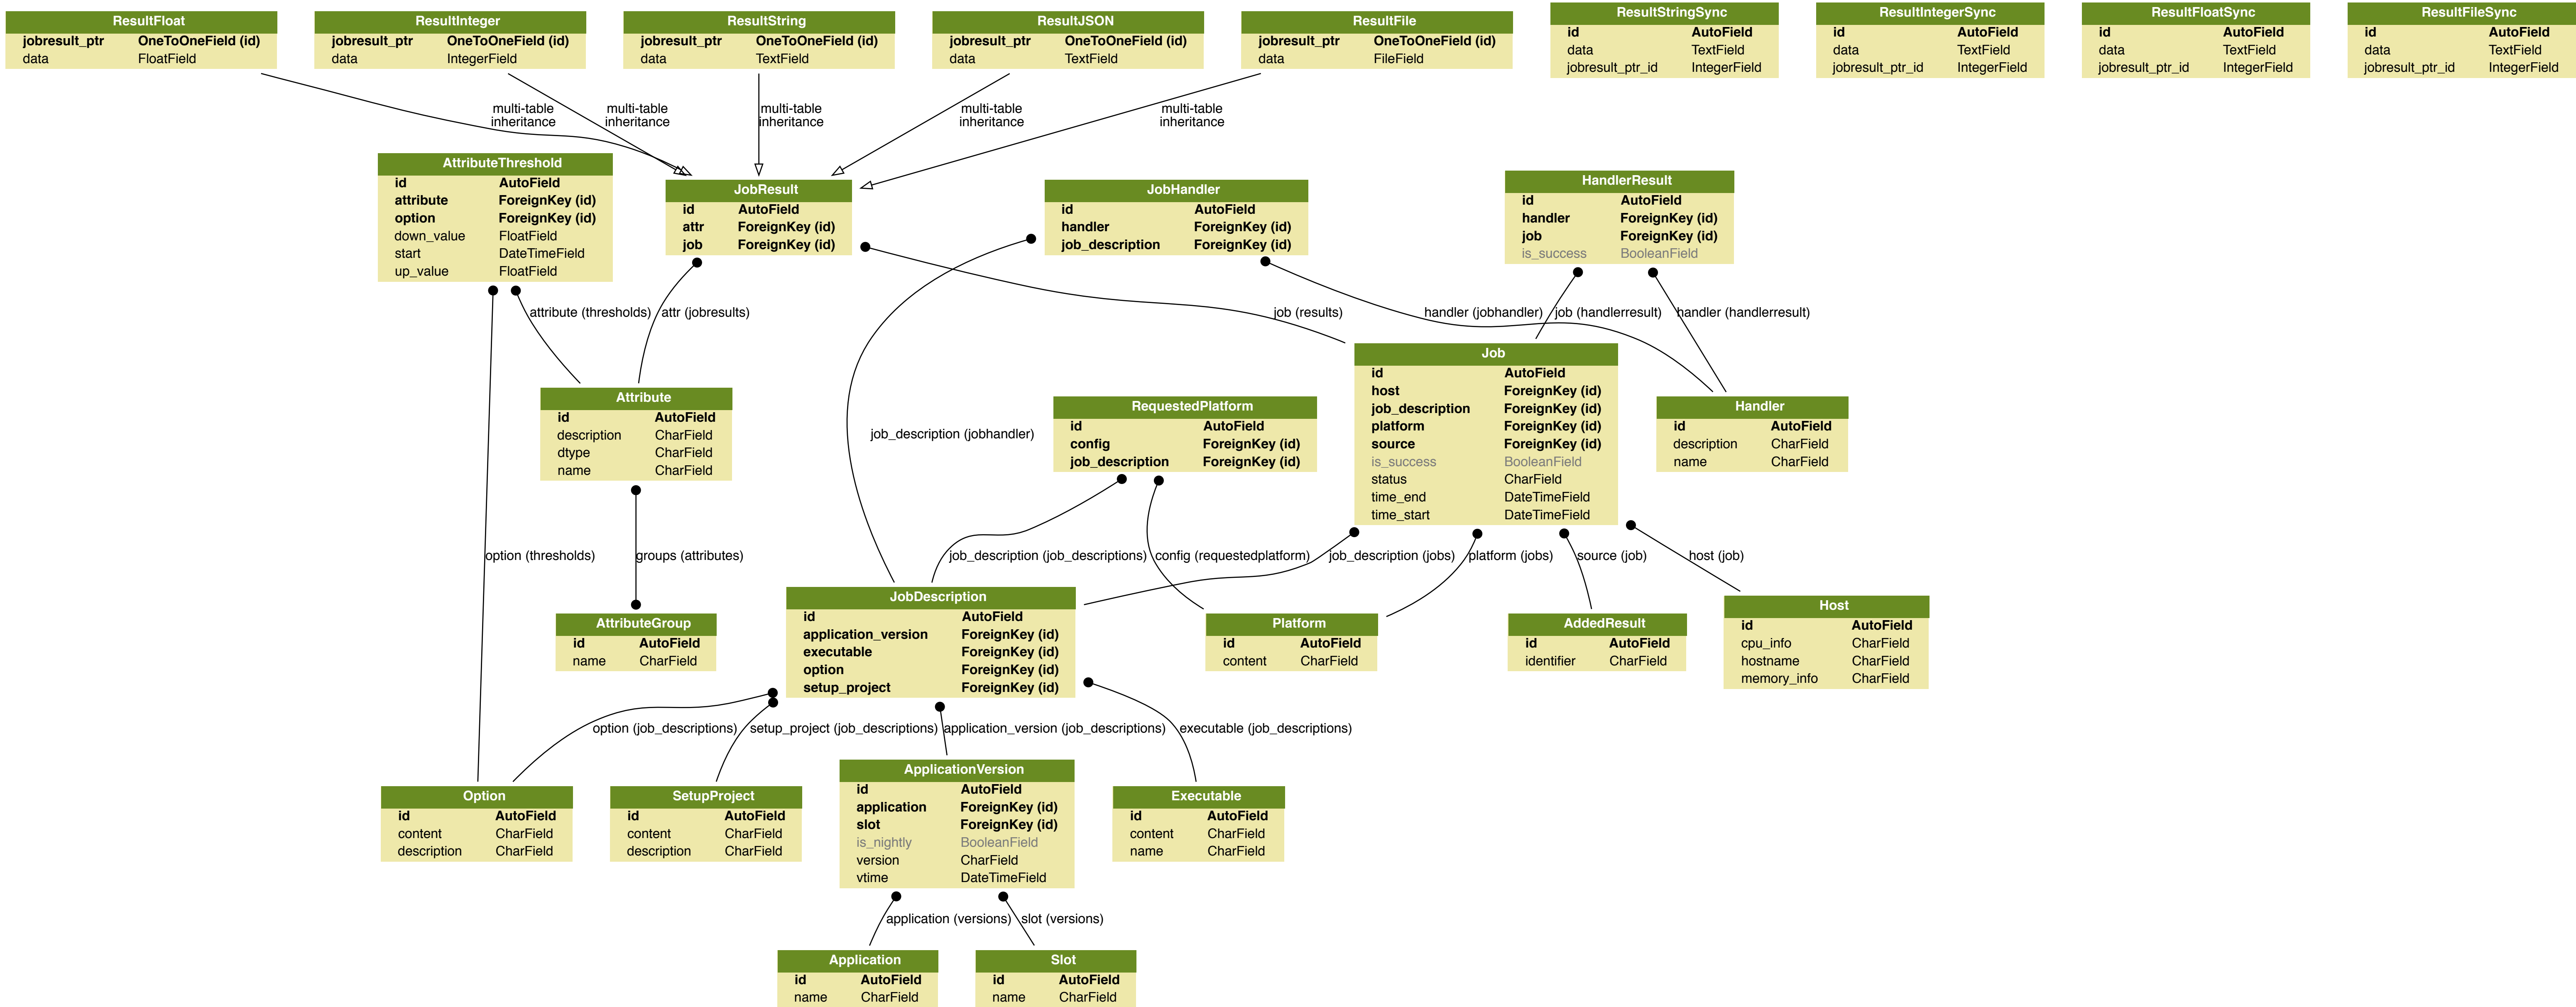 ResultFloat
jobresult_ptr OneToOneField (id)
data FloatField
ResultInteger
jobresult_ptr OneToOneField (id)
data IntegerField
ResultString
jobresult_ptr OneToOneField (id)
data TextField
ResultJSON
jobresult_ptr OneToOneField (id)
data TextField
ResultFile
jobresult_ptr OneToOneField (id)
data FileField
ResultStringSync
id AutoField
data TextField
jobresult_ptr_id IntegerField
ResultIntegerSync
id AutoField
data TextField
jobresult_ptr_id IntegerField
ResultFloatSync
id AutoField
data TextField
jobresult_ptr_id IntegerField
ResultFileSync
id AutoField
data TextField
jobresult_ptr_id IntegerField
multi-table
inheritance
multi-table
inheritance
multi-table
inheritance
multi-table
inheritance
multi-table
inheritance
AttributeThreshold
id AutoField
attribute ForeignKey (id)
option ForeignKey (id)
down_value FloatField
start DateTimeField
up_value FloatField
JobResult
id AutoField
attr ForeignKey (id)
job ForeignKey (id)
JobHandler
id AutoField
handler ForeignKey (id)
job_description ForeignKey (id)
HandlerResult
id AutoField
handler ForeignKey (id)
job ForeignKey (id)
is_success BooleanField
attribute (thresholds)
attr (jobresults)
job (results)
handler (jobhandler)
job (handlerresult)
handler (handlerresult)
Attribute
id AutoField
description CharField
dtype CharField
name CharField
job_description (jobhandler)
RequestedPlatform
id AutoField
config ForeignKey (id)
job_description ForeignKey (id)
Job
id AutoField
host ForeignKey (id)
job_description ForeignKey (id)
platform ForeignKey (id)
source ForeignKey (id)
is_success BooleanField
status CharField
time_end DateTimeField
time_start DateTimeField
Handler
id AutoField
description CharField
name CharField
option (thresholds)
groups (attributes)
job_description (job_descriptions)
config (requestedplatform)
job_description (jobs)
platform (jobs)
source (job)
host (job)
AttributeGroup
id AutoField
name CharField
JobDescription
id AutoField
application_version ForeignKey (id)
executable ForeignKey (id)
option ForeignKey (id)
setup_project ForeignKey (id)
Platform
id AutoField
content CharField
AddedResult
id AutoField
identifier CharField
Host
id AutoField
cpu_info CharField
hostname CharField
memory_info CharField
option (job_descriptions)
setup_project (job_descriptions)
application_version (job_descriptions)
executable (job_descriptions)
Option
id AutoField
content CharField
description CharField
SetupProject
id AutoField
content CharField
description CharField
ApplicationVersion
id AutoField
application ForeignKey (id)
slot ForeignKey (id)
is_nightly BooleanField
version CharField
vtime DateTimeField
Executable
id AutoField
content CharField
name CharField
application (versions)
slot (versions)
Application
id AutoField
name CharField
Slot
id AutoField
name CharField